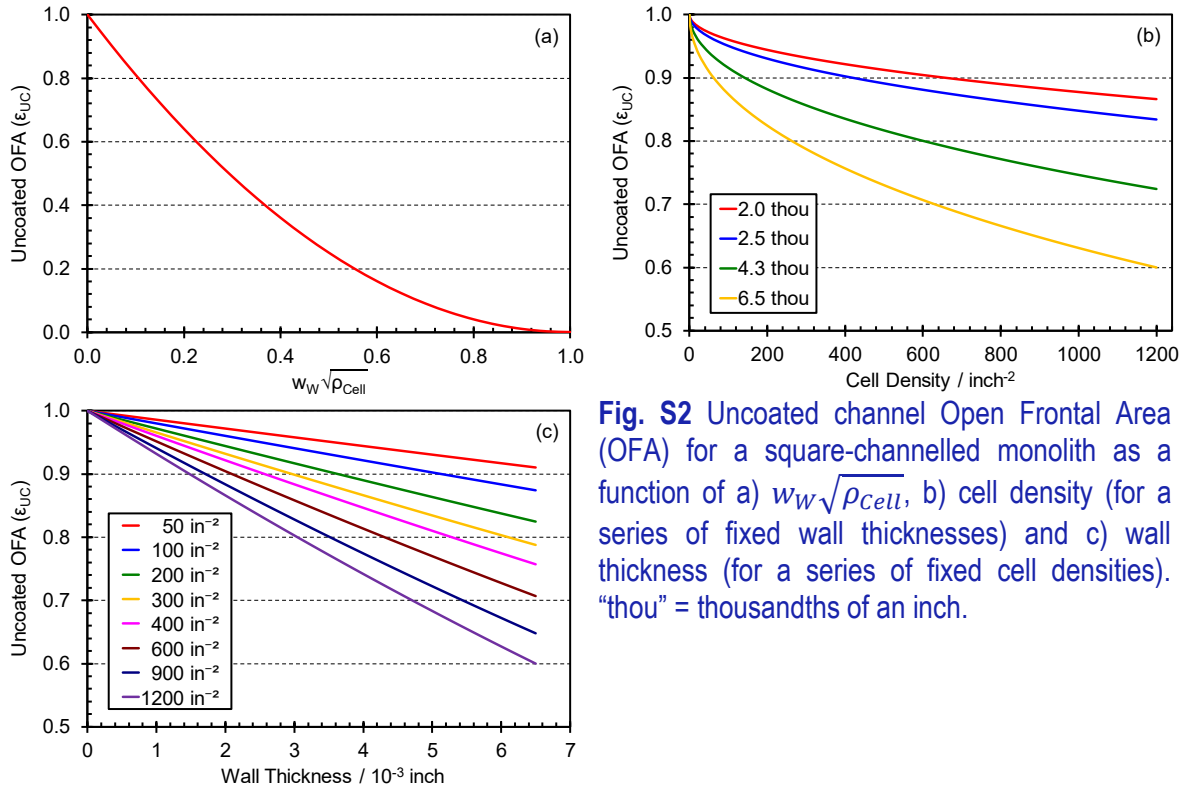 (a)
Uncoated OFA (ε_UC)
1.0
0.8
0.6
0.4
0.2
0.0
0.0 0.2 0.4 0.6 0.8 1.0
w_W√ρ_Cell
(b)
Uncoated OFA (ε_UC)
1.0
0.9
0.8
0.7
0.6
0.5
2.0 thou
2.5 thou
4.3 thou
6.5 thou
0 200 400 600 800 1000 1200
Cell Density / inch⁻²
(c)
Uncoated OFA (ε_UC)
1.0
0.9
0.8
0.7
0.6
0.5
50 in⁻²
100 in⁻²
200 in⁻²
300 in⁻²
400 in⁻²
600 in⁻²
900 in⁻²
1200 in⁻²
0 1 2 3 4 5 6 7
Wall Thickness / 10⁻³ inch
Fig. S2 Uncoated channel Open Frontal Area
(OFA) for a square-channelled monolith as a
function of a) w_W√ρ_Cell, b) cell density (for a
series of fixed wall thicknesses) and c) wall
thickness (for a series of fixed cell densities).
“thou” = thousandths of an inch.